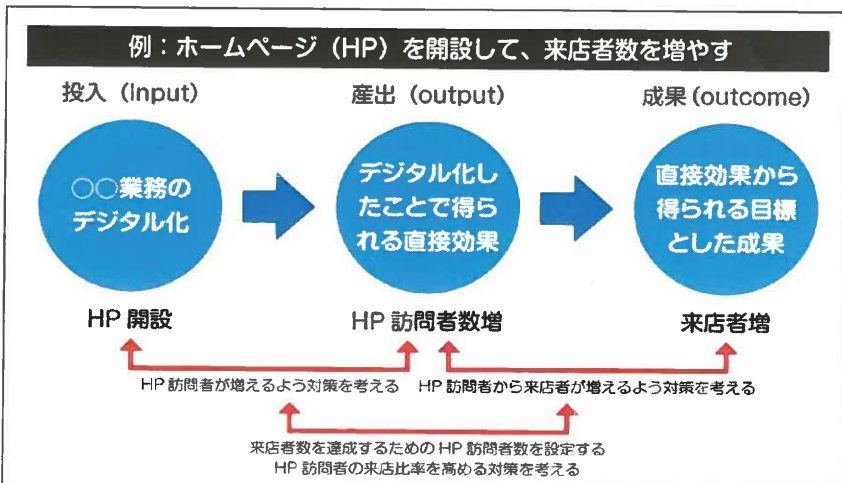 例：ホームページ（HP）を開設して、来店者数を増やす
投入（input）
産出（output）
成果（outcome）
○○業務の
デジタル化
デジタル化し
たことで得ら
れる直接効果
直接効果から
得られる目標
とした成果
HP 開設
HP 訪問者数増
来店者増
HP 訪問者が増えるよう対策を考える
HP 訪問者から来店者が増えるよう対策を考える
来店者数を達成するための HP 訪問者数を設定する
HP 訪問者の来店比率を高める対策を考える